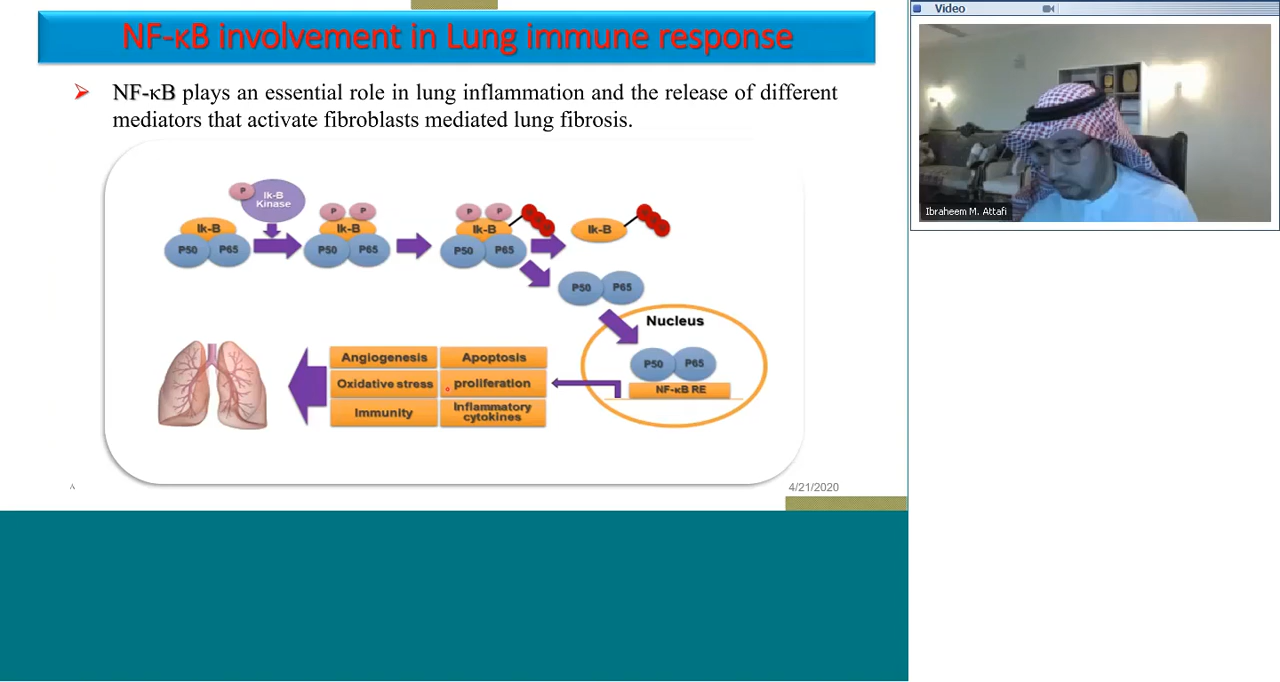 NF-κB involvement in Lung immune response
➢ NF-κB plays an essential role in lung inflammation and the release of different
mediators that activate fibroblasts mediated lung fibrosis.
P
Ik-B
Kinase
Ik-B
P50 P65
P P
Ik-B
P50 P65
P P
Ik-B
P50 P65
Ik-B
P50 P65
Nucleus
P50 P65
NF-κB RE
Angiogenesis
Apoptosis
Oxidative stress
proliferation
Immunity
Inflammatory
cytokines
٨
4/21/2020
Video
Ibraheem M. Attafi